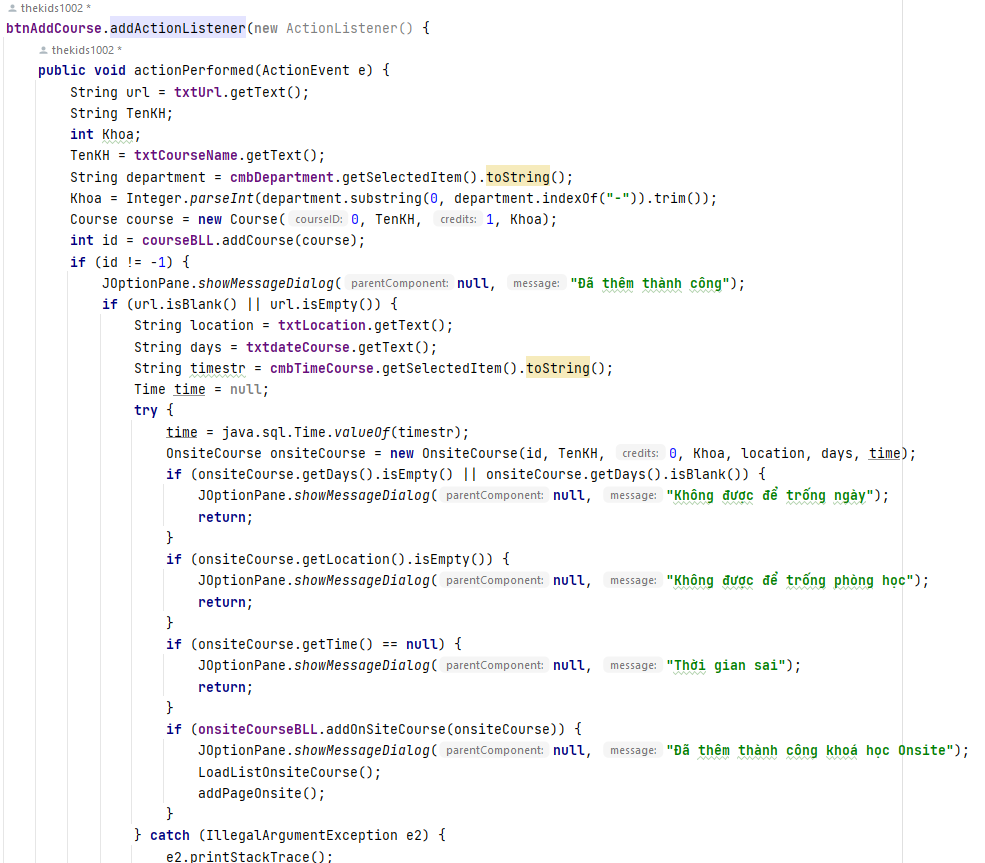 thekids1002 *
btnAddCourse.addActionListener(new ActionListener() {
thekids1002 *
public void actionPerformed(ActionEvent e) {
String url = txtUrl.getText();
String TenKH;
int Khoa;
TenKH = txtCourseName.getText();
String department = cmbDepartment.getSelectedItem().toString();
Khoa = Integer.parseInt(department.substring(0, department.indexOf("-")).trim());
Course course = new Course( courseID: 0, TenKH, credits: 1, Khoa);
int id = courseBLL.addCourse(course);
if (id != -1) {
JOptionPane.showMessageDialog( parentComponent: null, message: "Đã thêm thành công");
if (url.isBlank() || url.isEmpty()) {
String location = txtLocation.getText();
String days = txtdateCourse.getText();
String timestr = cmbTimeCourse.getSelectedItem().toString();
Time time = null;
try {
time = java.sql.Time.valueOf(timestr);
OnsiteCourse onsiteCourse = new OnsiteCourse(id, TenKH, credits: 0, Khoa, location, days, time);
if (onsiteCourse.getDays().isEmpty() || onsiteCourse.getDays().isBlank()) {
JOptionPane.showMessageDialog( parentComponent: null, message: "Không được để trống ngày");
return;
}
if (onsiteCourse.getLocation().isEmpty()) {
JOptionPane.showMessageDialog( parentComponent: null, message: "Không được để trống phòng học");
return;
}
if (onsiteCourse.getTime() == null) {
JOptionPane.showMessageDialog( parentComponent: null, message: "Thời gian sai");
return;
}
if (onsiteCourseBLL.addOnSiteCourse(onsiteCourse)) {
JOptionPane.showMessageDialog( parentComponent: null, message: "Đã thêm thành công khoá học Onsite");
LoadListOnsiteCourse();
addPageOnsite();
}
} catch (IllegalArgumentException e2) {
e2.printStackTrace();